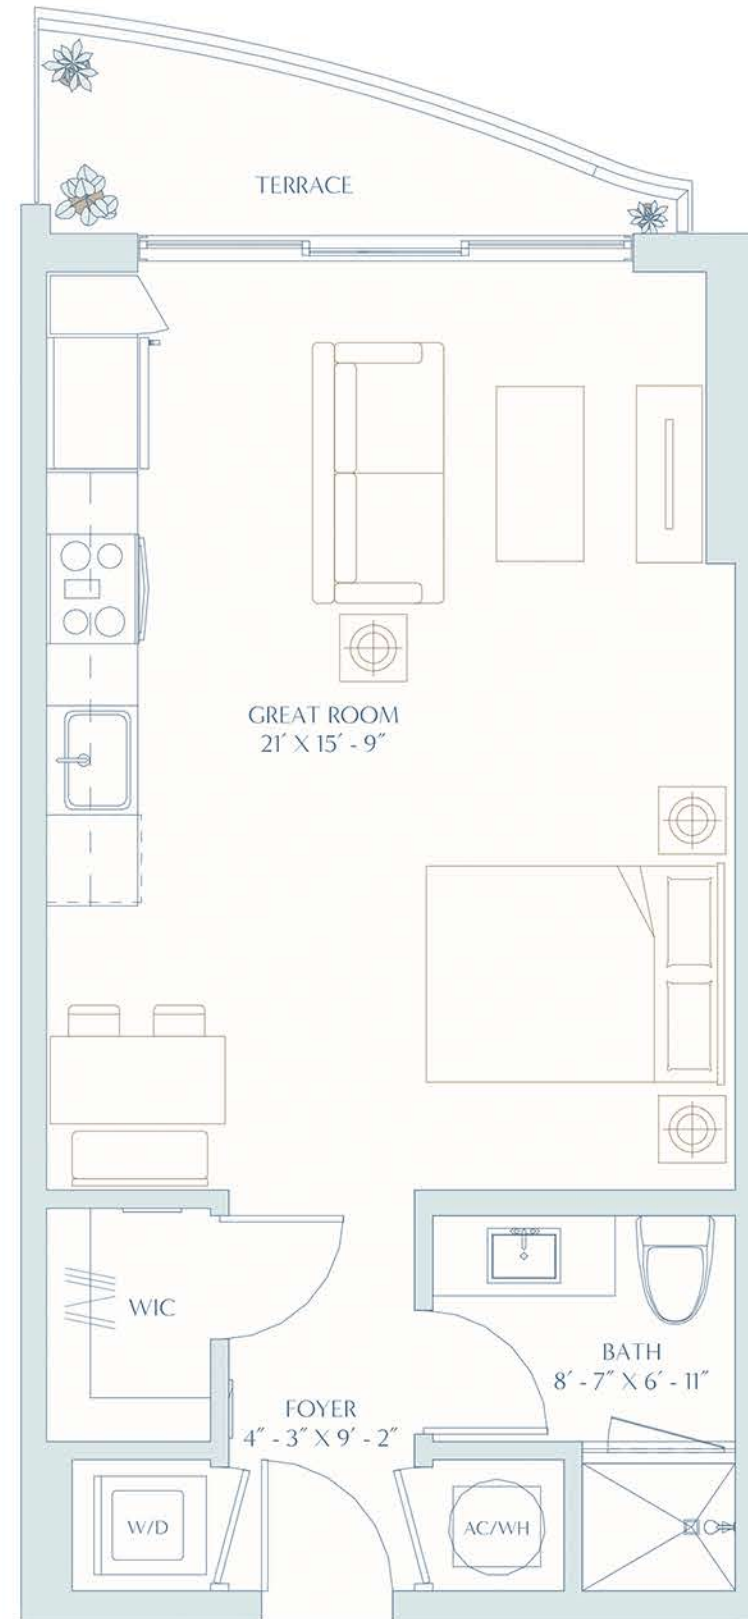 TERRACE
GREAT ROOM
21' X 15' - 9"
WIC
BATH
8' - 7" X 6' - 11"
FOYER
4" - 3" X 9' - 2"
W/D
AC/WH